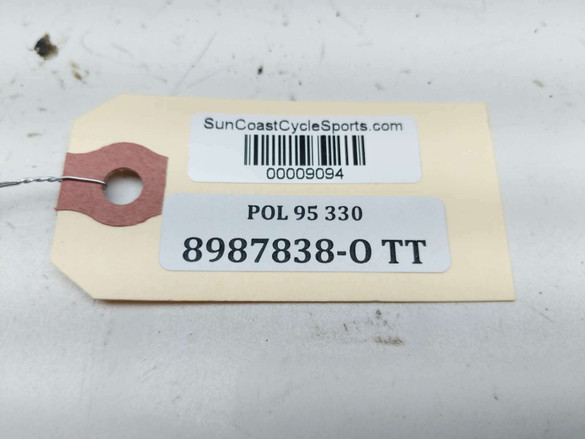 SunCoastCycleSports.com
00009094
POL 95 330
8987838-O TT